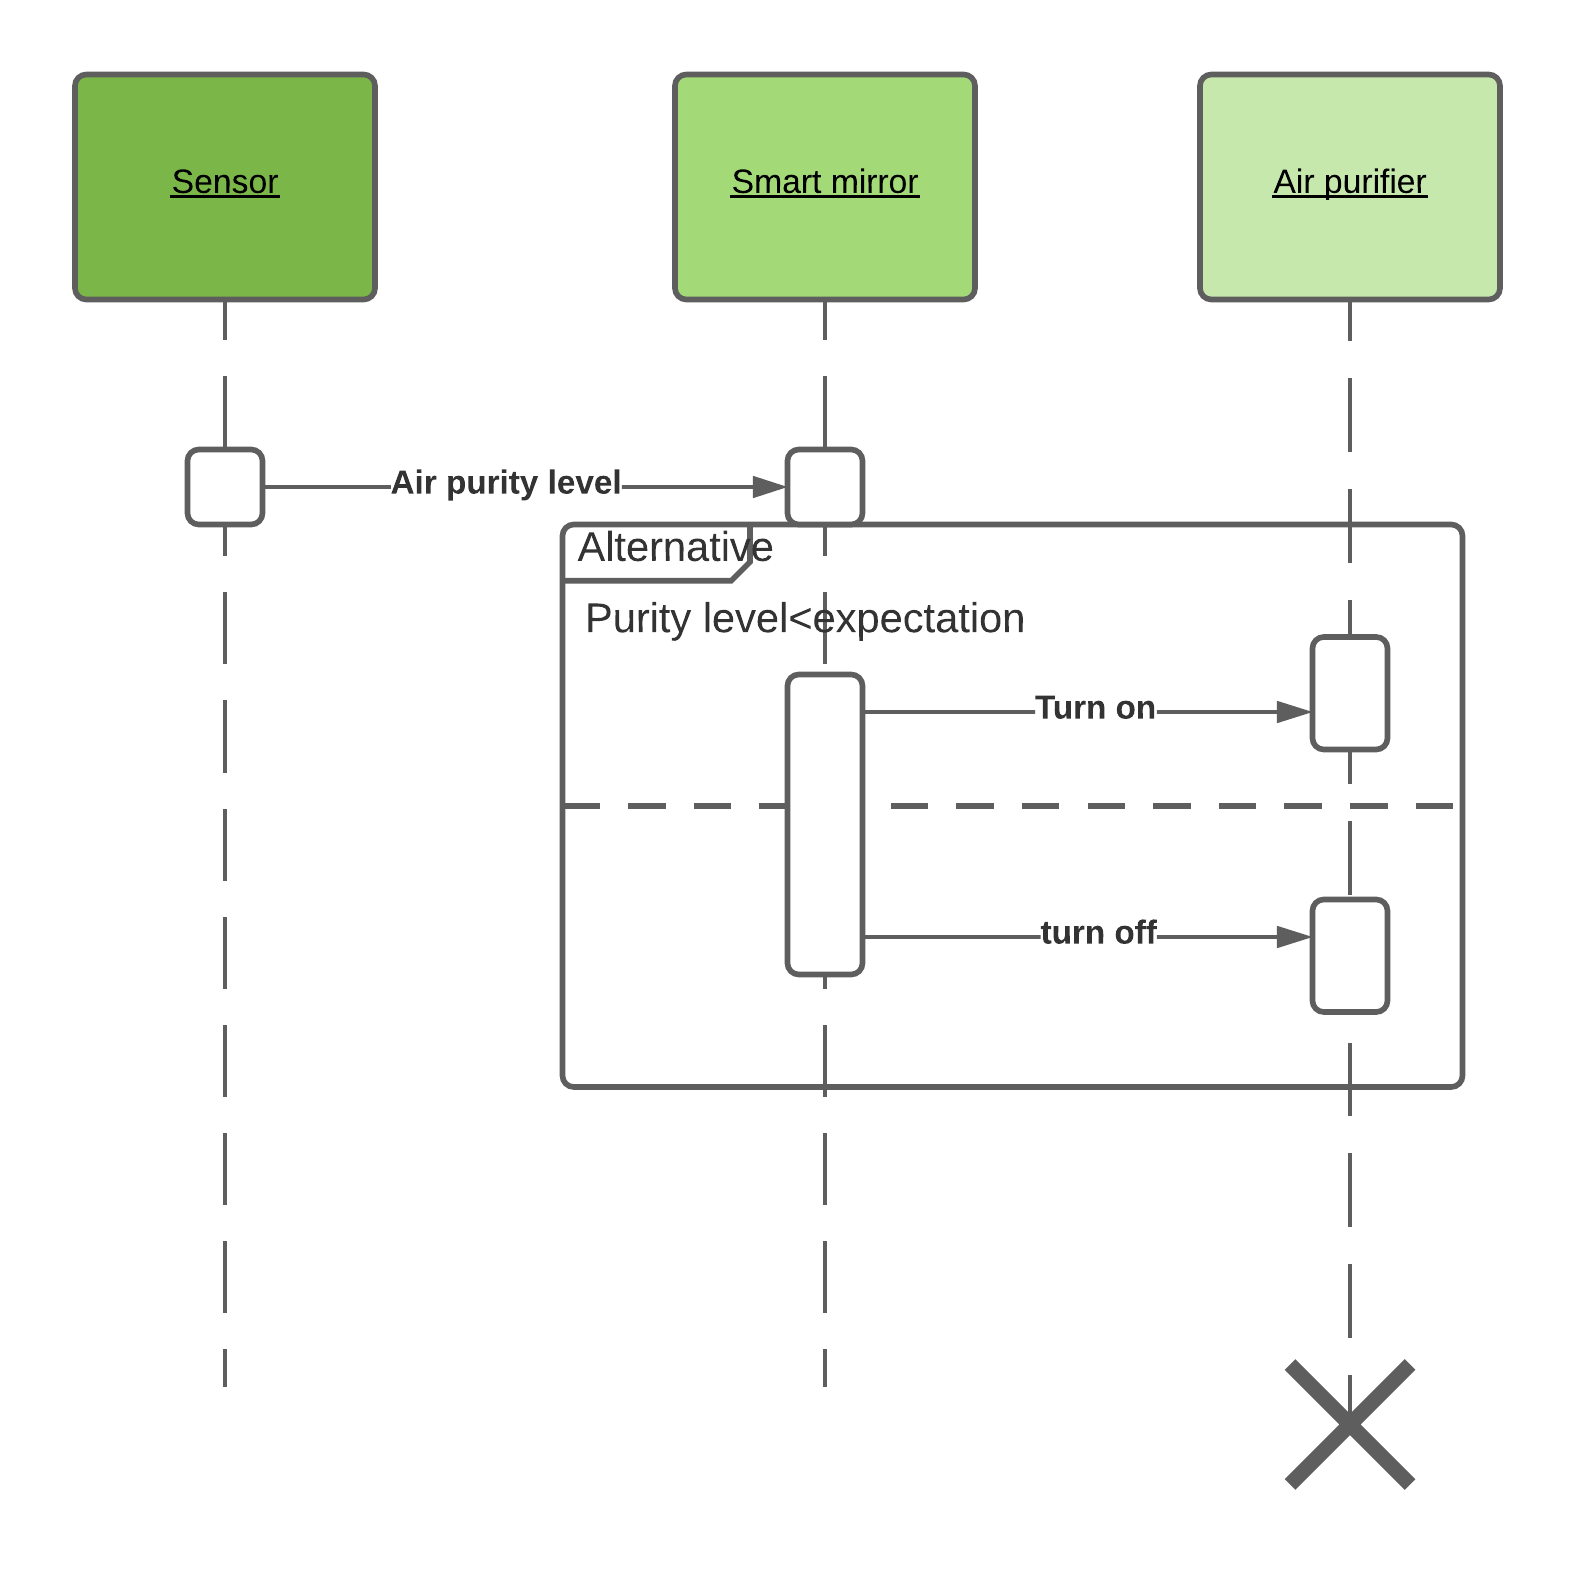 Sensor
Smart mirror
Air purifier
Air purity level
Alternative
Purity level<expectation
Turn on
turn off